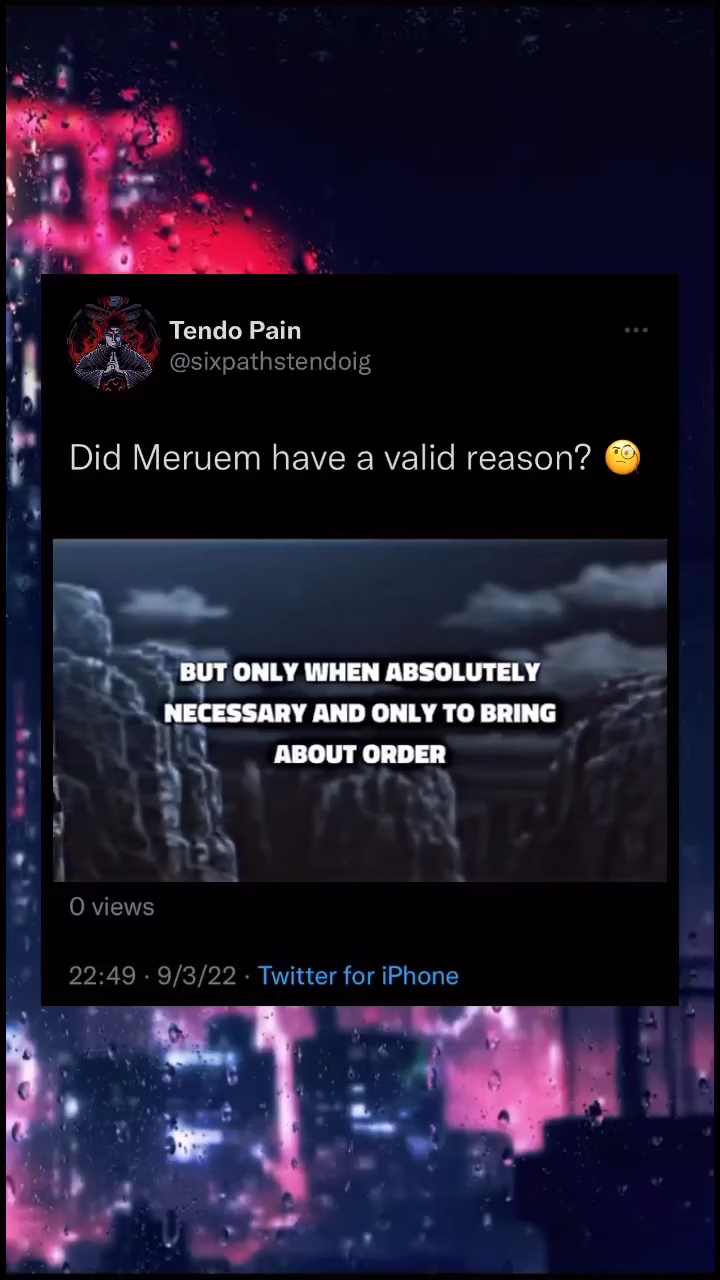 Tendo Pain
@sixpathstendoig
Did Meruem have a valid reason? 🧐
BUT ONLY WHEN ABSOLUTELY
NECESSARY AND ONLY TO BRING
ABOUT ORDER
0 views
22:49 · 9/3/22 · Twitter for iPhone